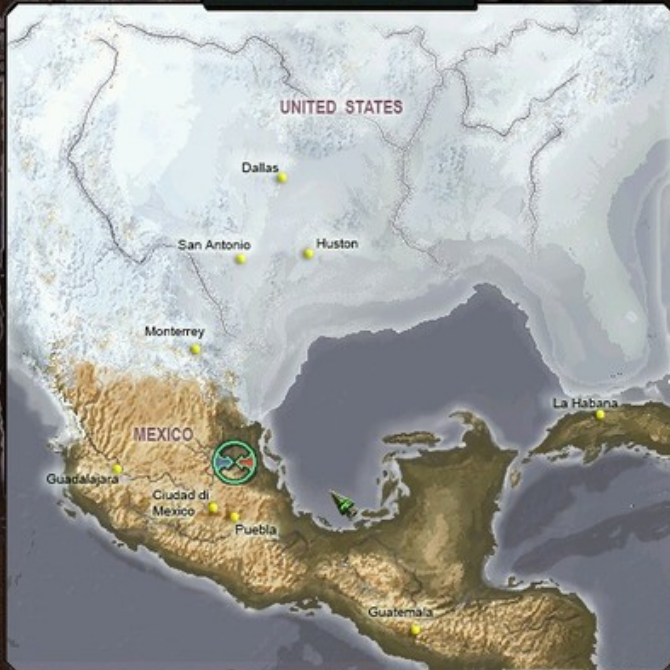 UNITED STATES
Dallas
San Antonio
Huston
Monterrey
La Habana
MEXICO
Guadalajara
Ciudad di
Mexico
Puebla
Guatemala